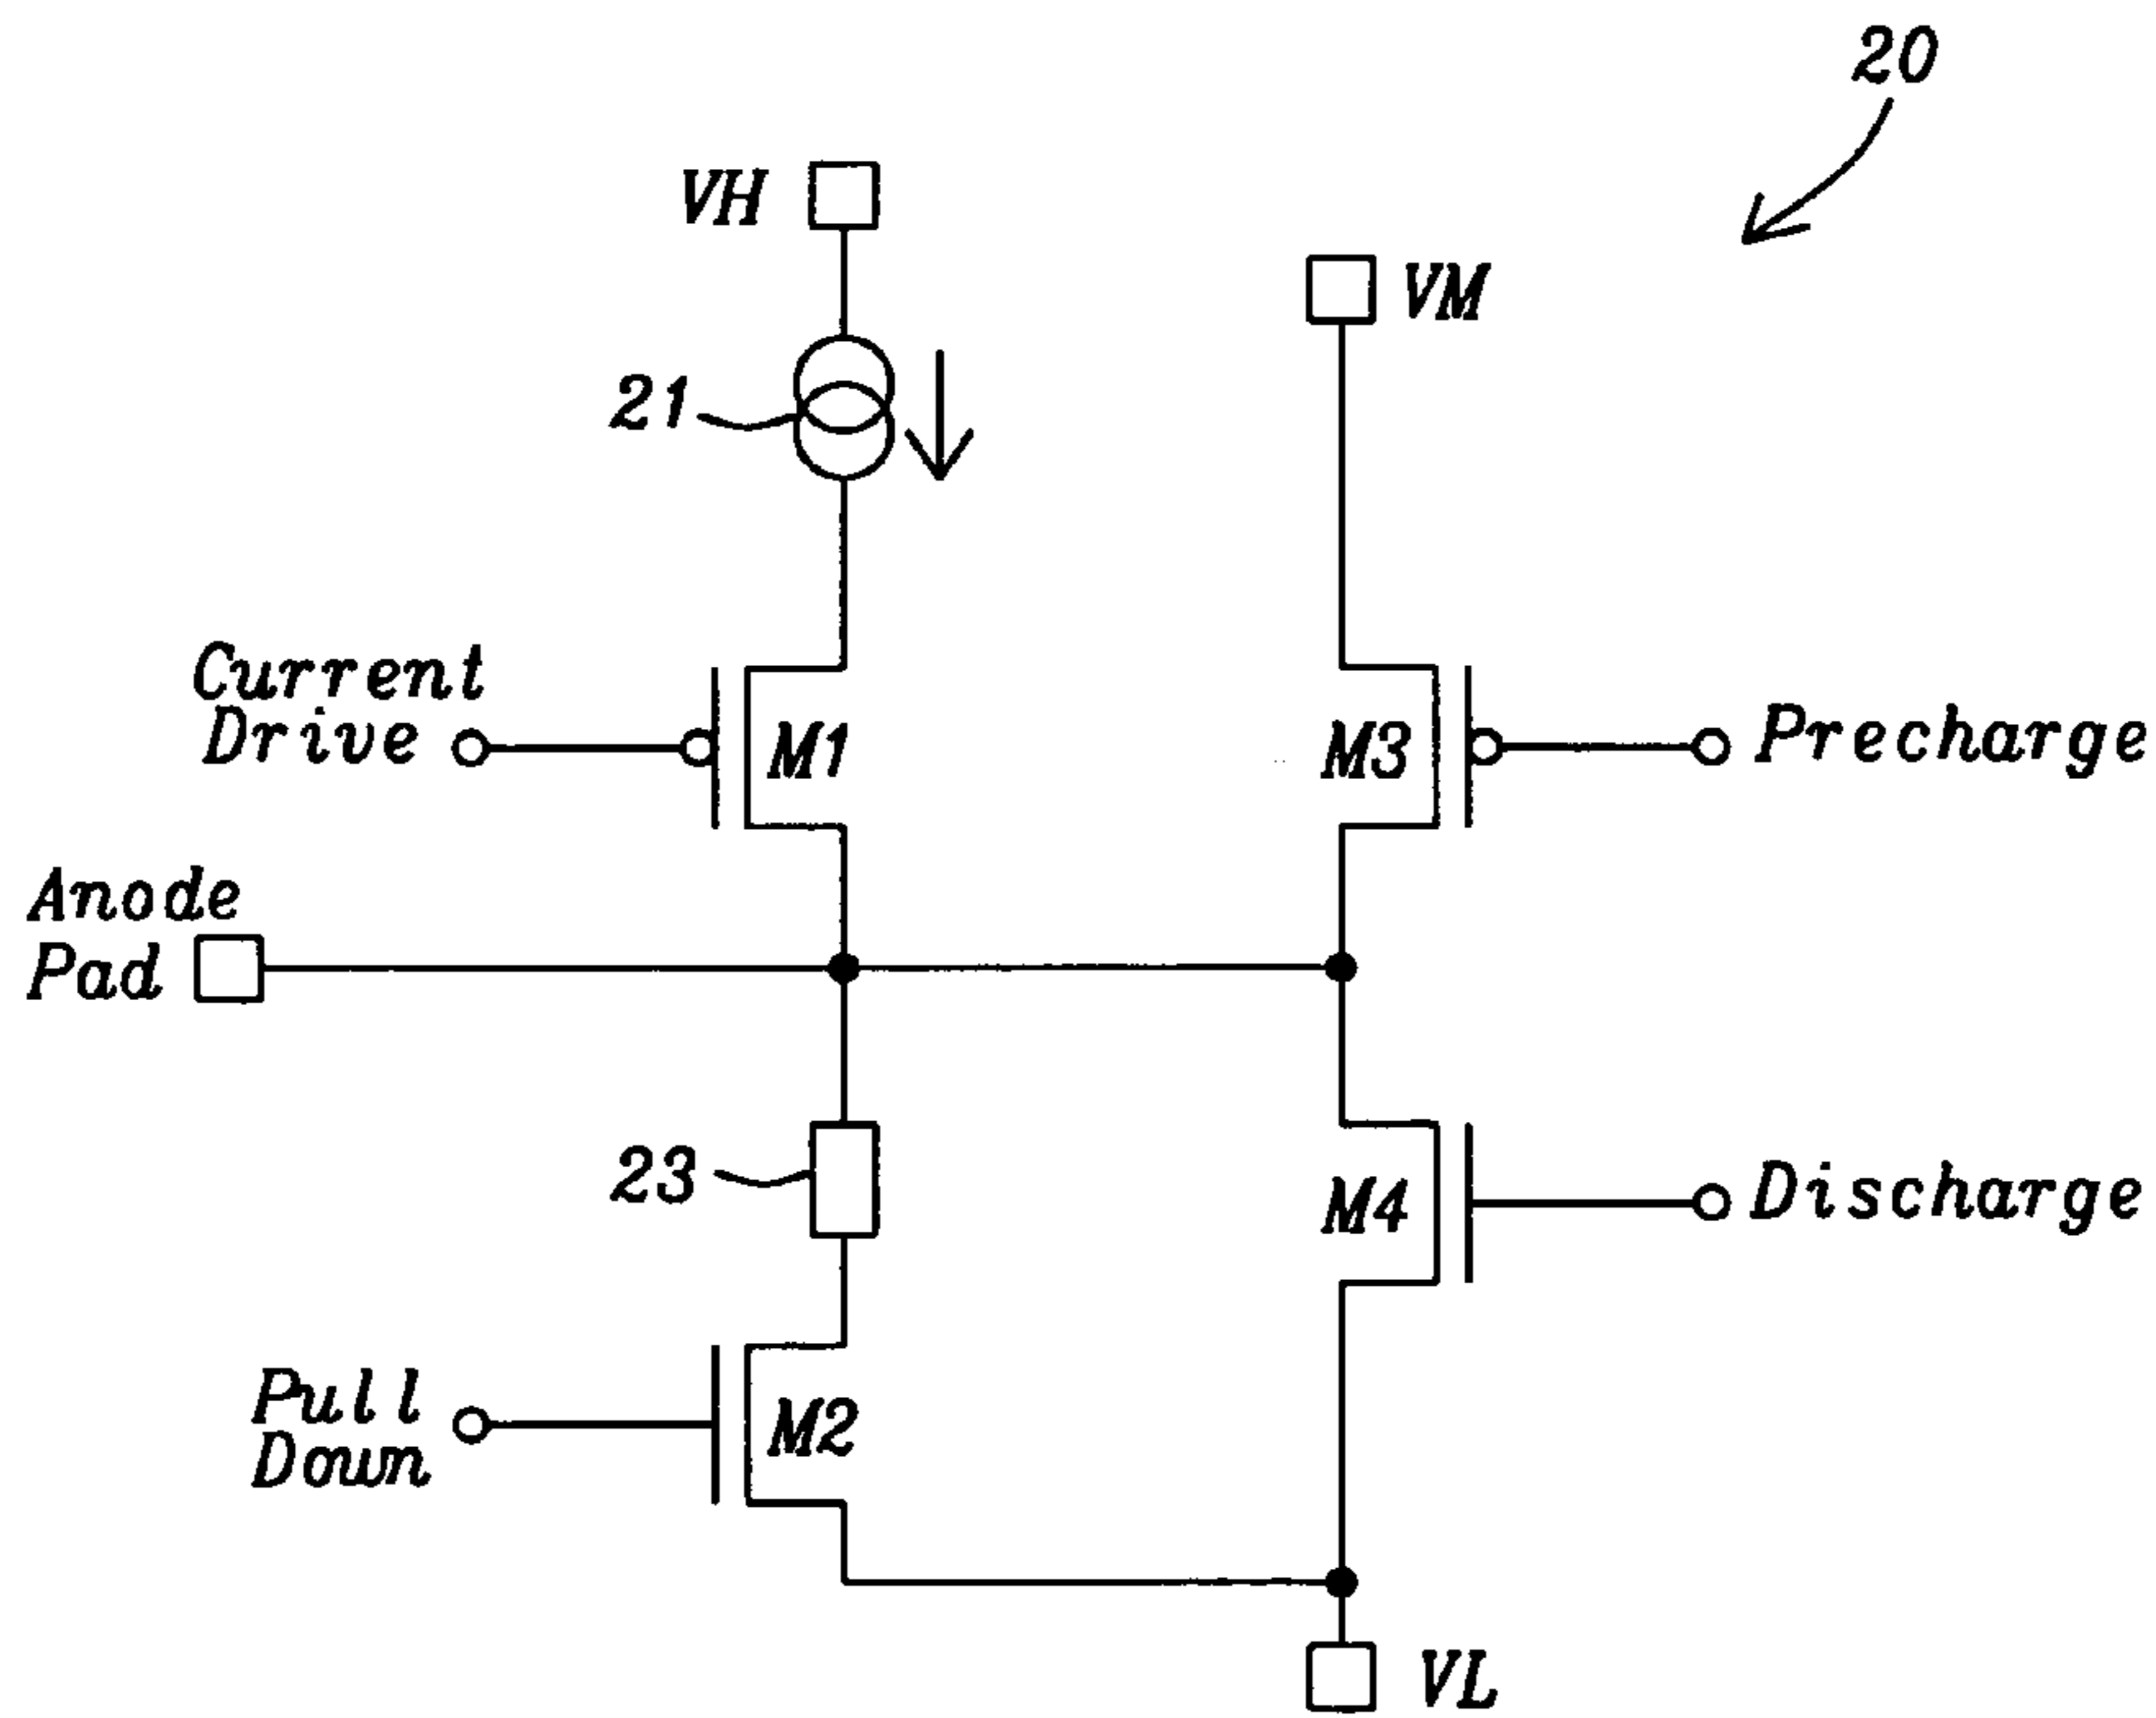 20
VH
VM
21
Current
Drive
M1
M3
Precharge
Anode
Pad
23
M4
Discharge
Pull
Down
M2
VL